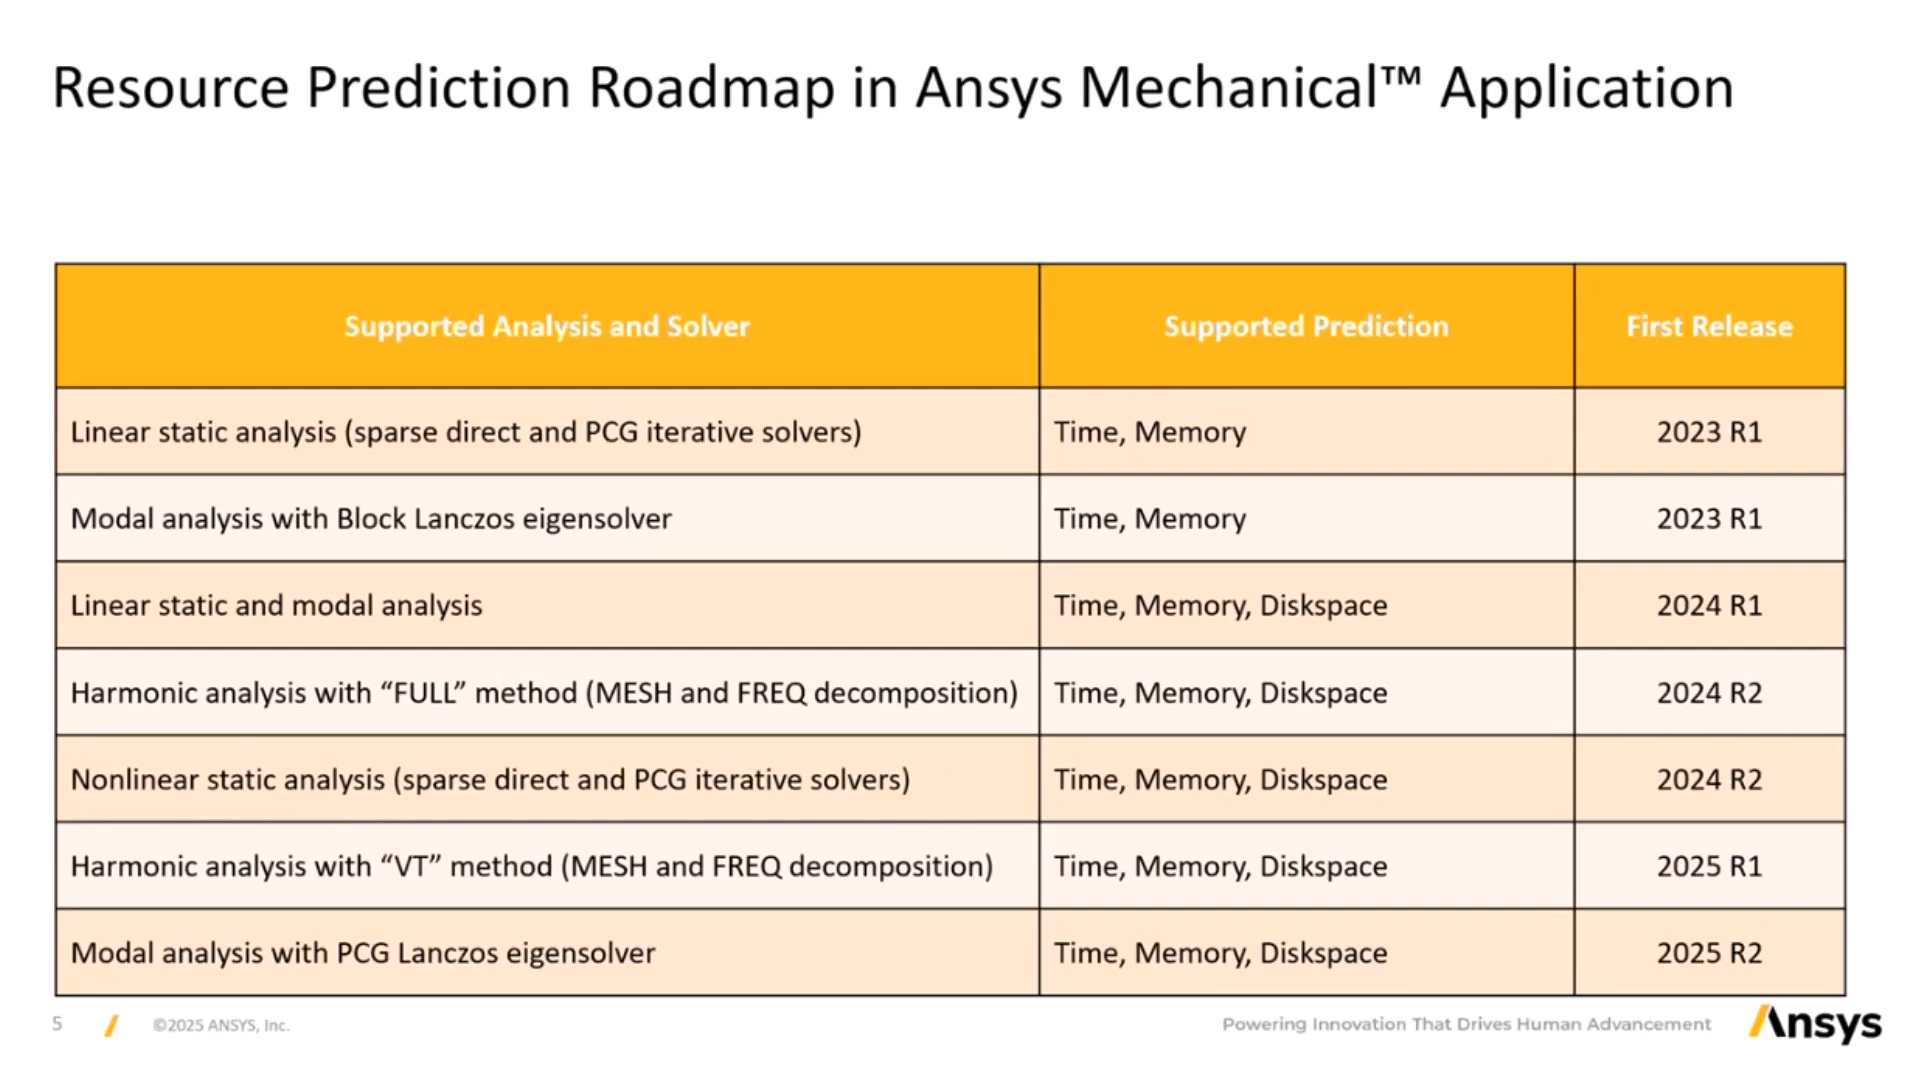 Resource Prediction Roadmap in Ansys Mechanical™ Application
Supported Analysis and Solver Supported Prediction First Release
Linear static analysis (sparse direct and PCG iterative solvers) Time, Memory 2023 R1
Modal analysis with Block Lanczos eigensolver Time, Memory 2023 R1
Linear static and modal analysis Time, Memory, Diskspace 2024 R1
Harmonic analysis with “FULL” method (MESH and FREQ decomposition) Time, Memory, Diskspace 2024 R2
Nonlinear static analysis (sparse direct and PCG iterative solvers) Time, Memory, Diskspace 2024 R2
Harmonic analysis with “VT” method (MESH and FREQ decomposition) Time, Memory, Diskspace 2025 R1
Modal analysis with PCG Lanczos eigensolver Time, Memory, Diskspace 2025 R2
5 ©2025 ANSYS, Inc. Powering Innovation That Drives Human Advancement Ansys